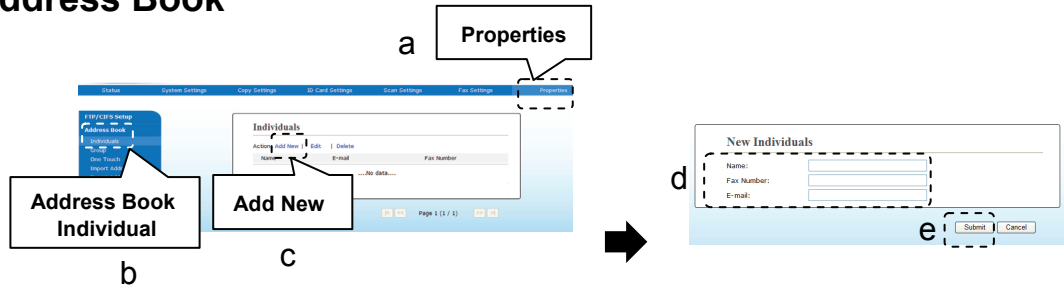 ddress Book
a
Properties
Status System Settings Copy Settings ID Card Settings Scan Settings Fax Settings Properties
FTP/CIFS Setup
Address Book
Individuals
Group
One Touch
Import Addr
Individuals
Action: Add New | Edit | Delete
Name E-mail Fax Number
....No data....
Page 1 (1 / 1)
Address Book
Individual
b
Add New
c
New Individuals
d
Name:
Fax Number:
E-mail:
e
Submit Cancel